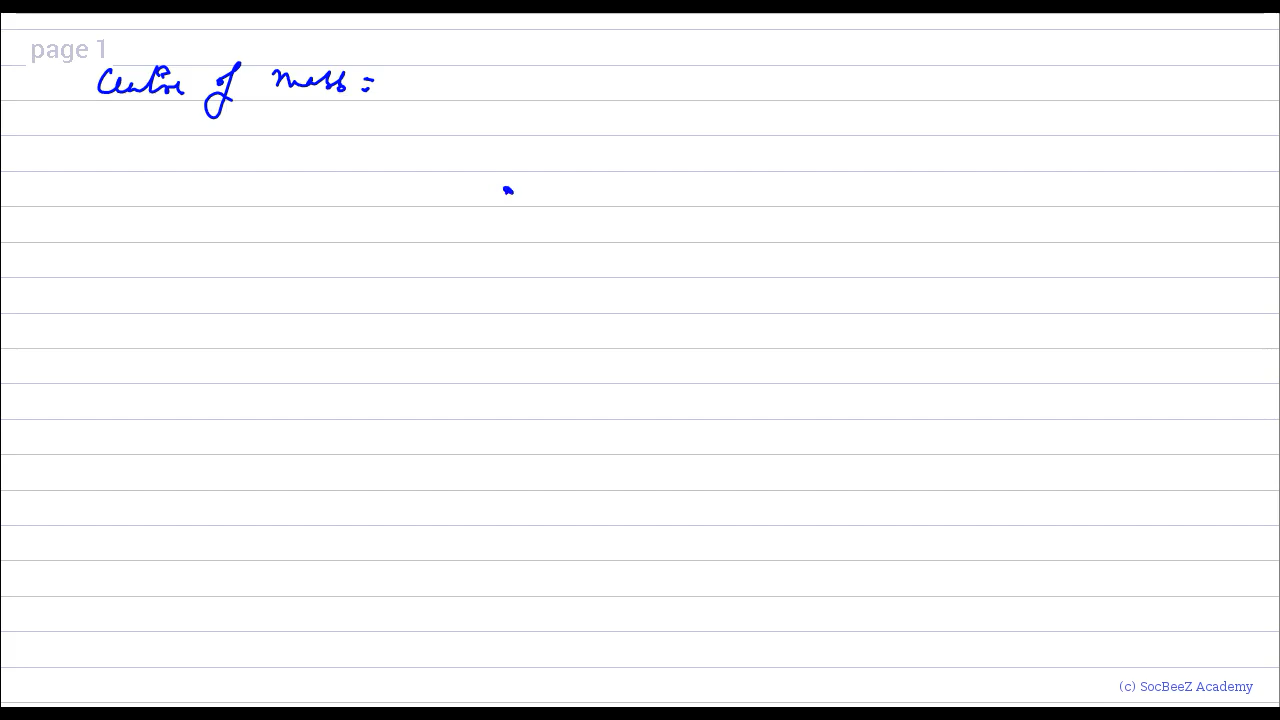 page 1
Centre of mass =
(c) SocBeeZ Academy